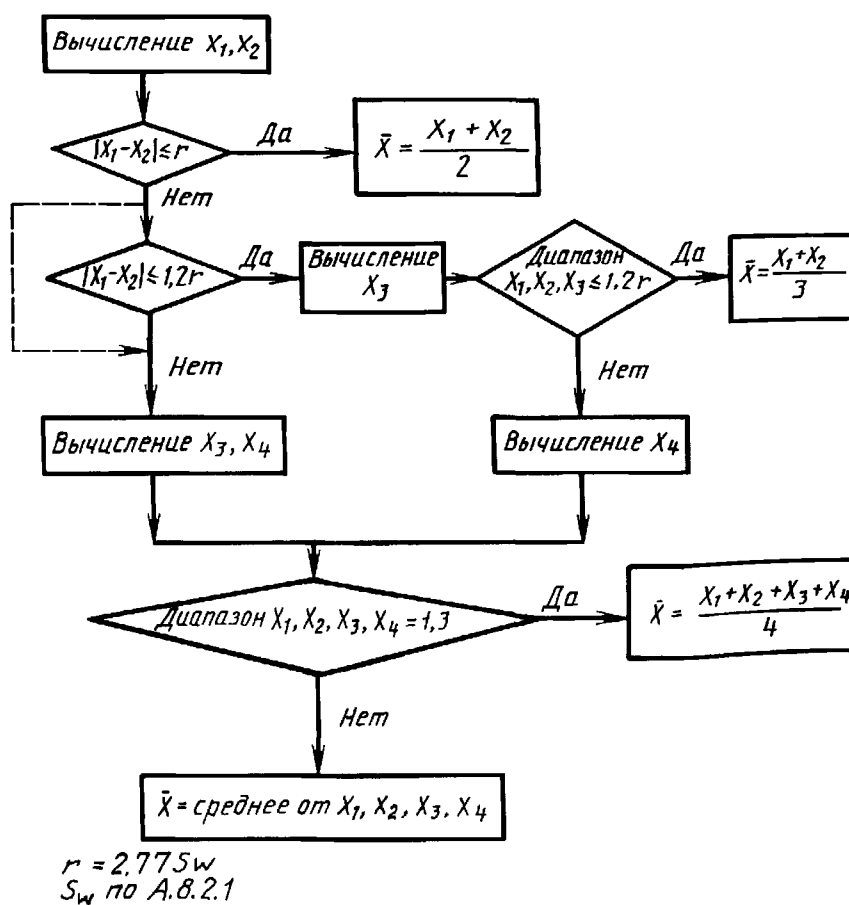 Вычисление X₁, X₂
|X₁-X₂|≤r
Да
X̄ = (X₁ + X₂)/2
Нет
|X₁-X₂|≤1,2r
Да
Вычисление
X₃
Диапазон
X₁, X₂, X₃ ≤ 1.2r
Да
X̄ = (X₁+X₂)/3
Нет
Нет
Вычисление X₃, X₄
Вычисление X₄
Диапазон X₁, X₂, X₃, X₄ = 1,3
Да
X̄ = (X₁+X₂+X₃+X₄)/4
Нет
X̄ = среднее от X₁, X₂, X₃, X₄
r = 2,77Sw
Sw по А.8.2.1